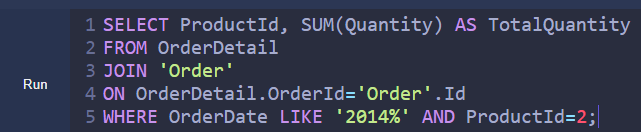 1 SELECT ProductId, SUM(Quantity) AS TotalQuantity
2 FROM OrderDetail
3 JOIN 'Order'
Run
4 ON OrderDetail.OrderId='Order'.Id
5 WHERE OrderDate LIKE '2014%' AND ProductId=2;